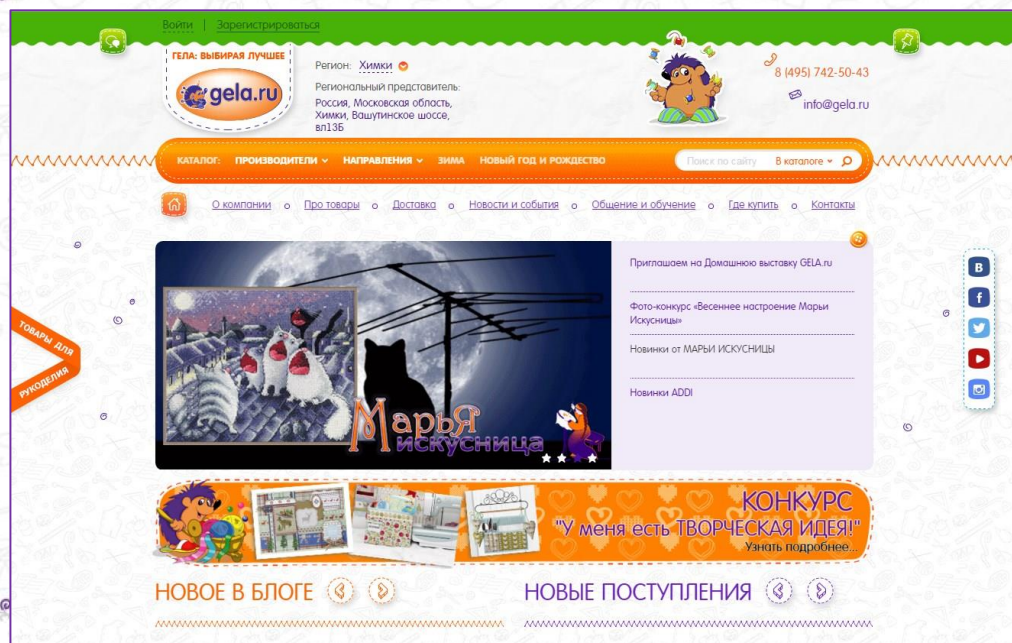 Войти | Зарегистрироваться
ГЕЛА: ВЫБИРАЯ ЛУЧШЕЕ
gela.ru
Регион: Химки
Региональный представитель:
Россия, Московская область,
Химки, Вашутинское шоссе,
вл13Б
8 (495) 742-50-43
info@gela.ru
КАТАЛОГ: ПРОИЗВОДИТЕЛИ НАПРАВЛЕНИЯ ЗИМА НОВЫЙ ГОД И РОЖДЕСТВО Поиск по сайту В каталоге
О компании Про товары Доставка Новости и события Общение и обучение Где купить Контакты
Приглашаем на Домашнюю выставку GELA.ru
Фото-конкурс «Весеннее настроение Марьи
Искусницы»
Новинки от МАРЬИ ИСКУСНИЦЫ
Новинки ADDI
МарьЯ
искусница
ТОВАРЫ ДЛЯ
РУКОДЕЛИЯ
КОНКУРС
"У меня есть ТВОРЧЕСКАЯ ИДЕЯ!"
Узнать подробнее...
НОВОЕ В БЛОГЕ
НОВЫЕ ПОСТУПЛЕНИЯ